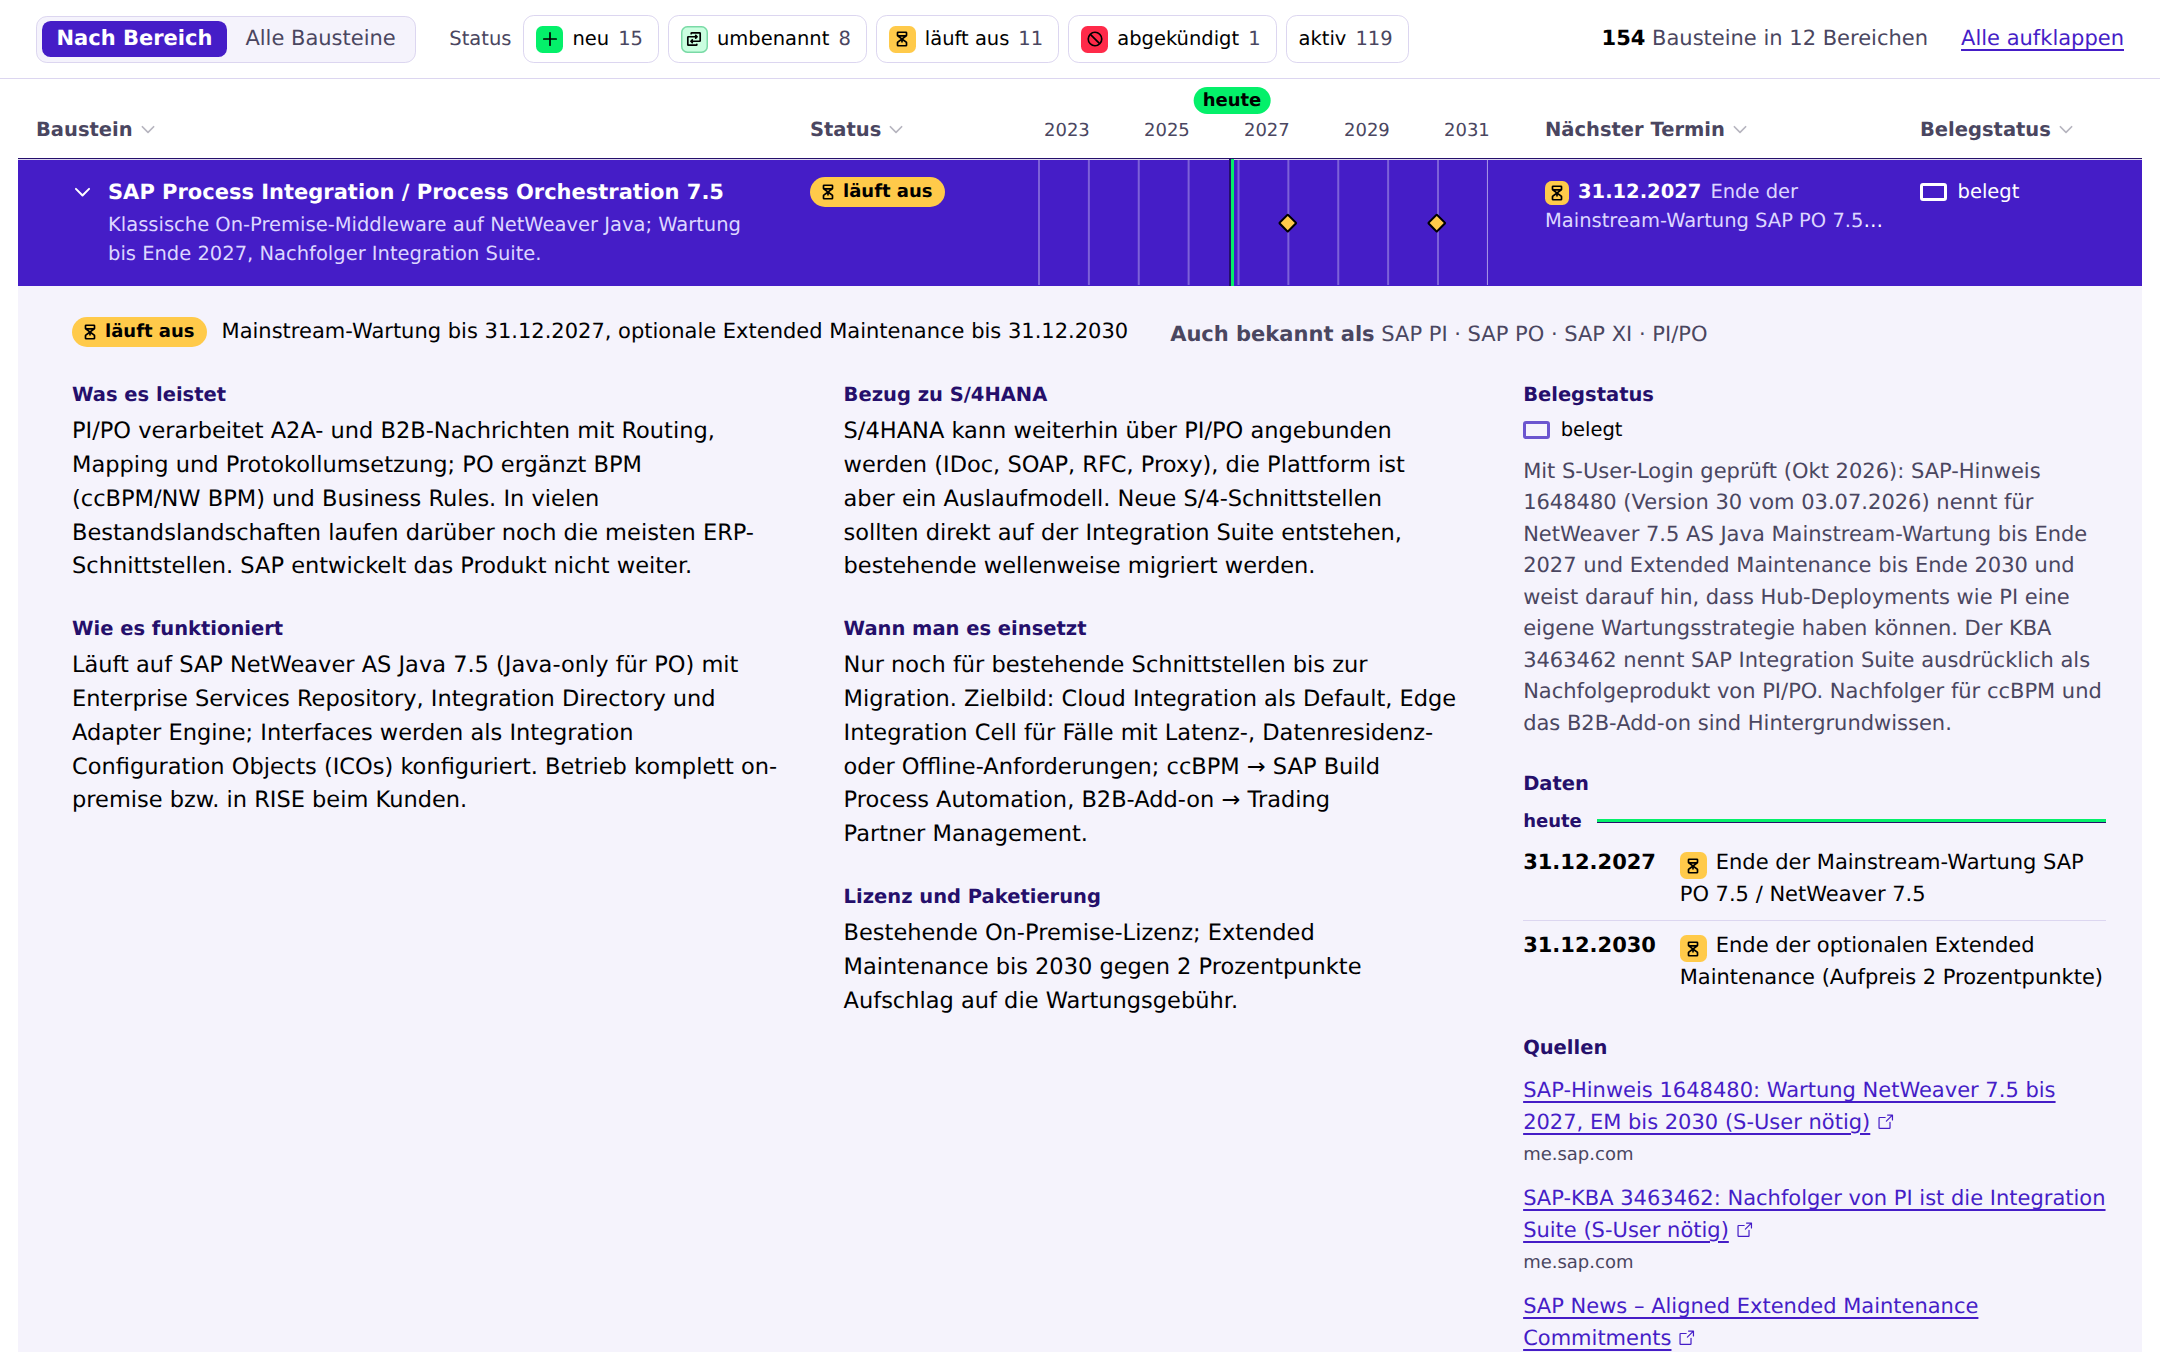 Nach Bereich Alle Bausteine Status neu 15 umbenannt 8 läuft aus 11 abgekündigt 1 aktiv 119 154 Bausteine in 12 Bereichen Alle aufklappen
heute
Baustein Status 2023 2025 2027 2029 2031 Nächster Termin Belegstatus
SAP Process Integration / Process Orchestration 7.5 läuft aus 31.12.2027 Ende der belegt
Mainstream-Wartung SAP PO 7.5…
Klassische On-Premise-Middleware auf NetWeaver Java; Wartung
bis Ende 2027, Nachfolger Integration Suite.
läuft aus Mainstream-Wartung bis 31.12.2027, optionale Extended Maintenance bis 31.12.2030 Auch bekannt als SAP PI · SAP PO · SAP XI · PI/PO
Was es leistet
PI/PO verarbeitet A2A- und B2B-Nachrichten mit Routing,
Mapping und Protokollumsetzung; PO ergänzt BPM
(ccBPM/NW BPM) und Business Rules. In vielen
Bestandslandschaften laufen darüber noch die meisten ERP-
Schnittstellen. SAP entwickelt das Produkt nicht weiter.
Wie es funktioniert
Läuft auf SAP NetWeaver AS Java 7.5 (Java-only für PO) mit
Enterprise Services Repository, Integration Directory und
Adapter Engine; Interfaces werden als Integration
Configuration Objects (ICOs) konfiguriert. Betrieb komplett on-
premise bzw. in RISE beim Kunden.
Bezug zu S/4HANA
S/4HANA kann weiterhin über PI/PO angebunden
werden (IDoc, SOAP, RFC, Proxy), die Plattform ist
aber ein Auslaufmodell. Neue S/4-Schnittstellen
sollten direkt auf der Integration Suite entstehen,
bestehende wellenweise migriert werden.
Wann man es einsetzt
Nur noch für bestehende Schnittstellen bis zur
Migration. Zielbild: Cloud Integration als Default, Edge
Integration Cell für Fälle mit Latenz-, Datenresidenz-
oder Offline-Anforderungen; ccBPM → SAP Build
Process Automation, B2B-Add-on → Trading
Partner Management.
Lizenz und Paketierung
Bestehende On-Premise-Lizenz; Extended
Maintenance bis 2030 gegen 2 Prozentpunkte
Aufschlag auf die Wartungsgebühr.
Belegstatus
belegt
Mit S-User-Login geprüft (Okt 2026): SAP-Hinweis
1648480 (Version 30 vom 03.07.2026) nennt für
NetWeaver 7.5 AS Java Mainstream-Wartung bis Ende
2027 und Extended Maintenance bis Ende 2030 und
weist darauf hin, dass Hub-Deployments wie PI eine
eigene Wartungsstrategie haben können. Der KBA
3463462 nennt SAP Integration Suite ausdrücklich als
Nachfolgeprodukt von PI/PO. Nachfolger für ccBPM und
das B2B-Add-on sind Hintergrundwissen.
Daten
heute
31.12.2027 Ende der Mainstream-Wartung SAP
PO 7.5 / NetWeaver 7.5
31.12.2030 Ende der optionalen Extended
Maintenance (Aufpreis 2 Prozentpunkte)
Quellen
SAP-Hinweis 1648480: Wartung NetWeaver 7.5 bis
2027, EM bis 2030 (S-User nötig)
me.sap.com
SAP-KBA 3463462: Nachfolger von PI ist die Integration
Suite (S-User nötig)
me.sap.com
SAP News – Aligned Extended Maintenance
Commitments